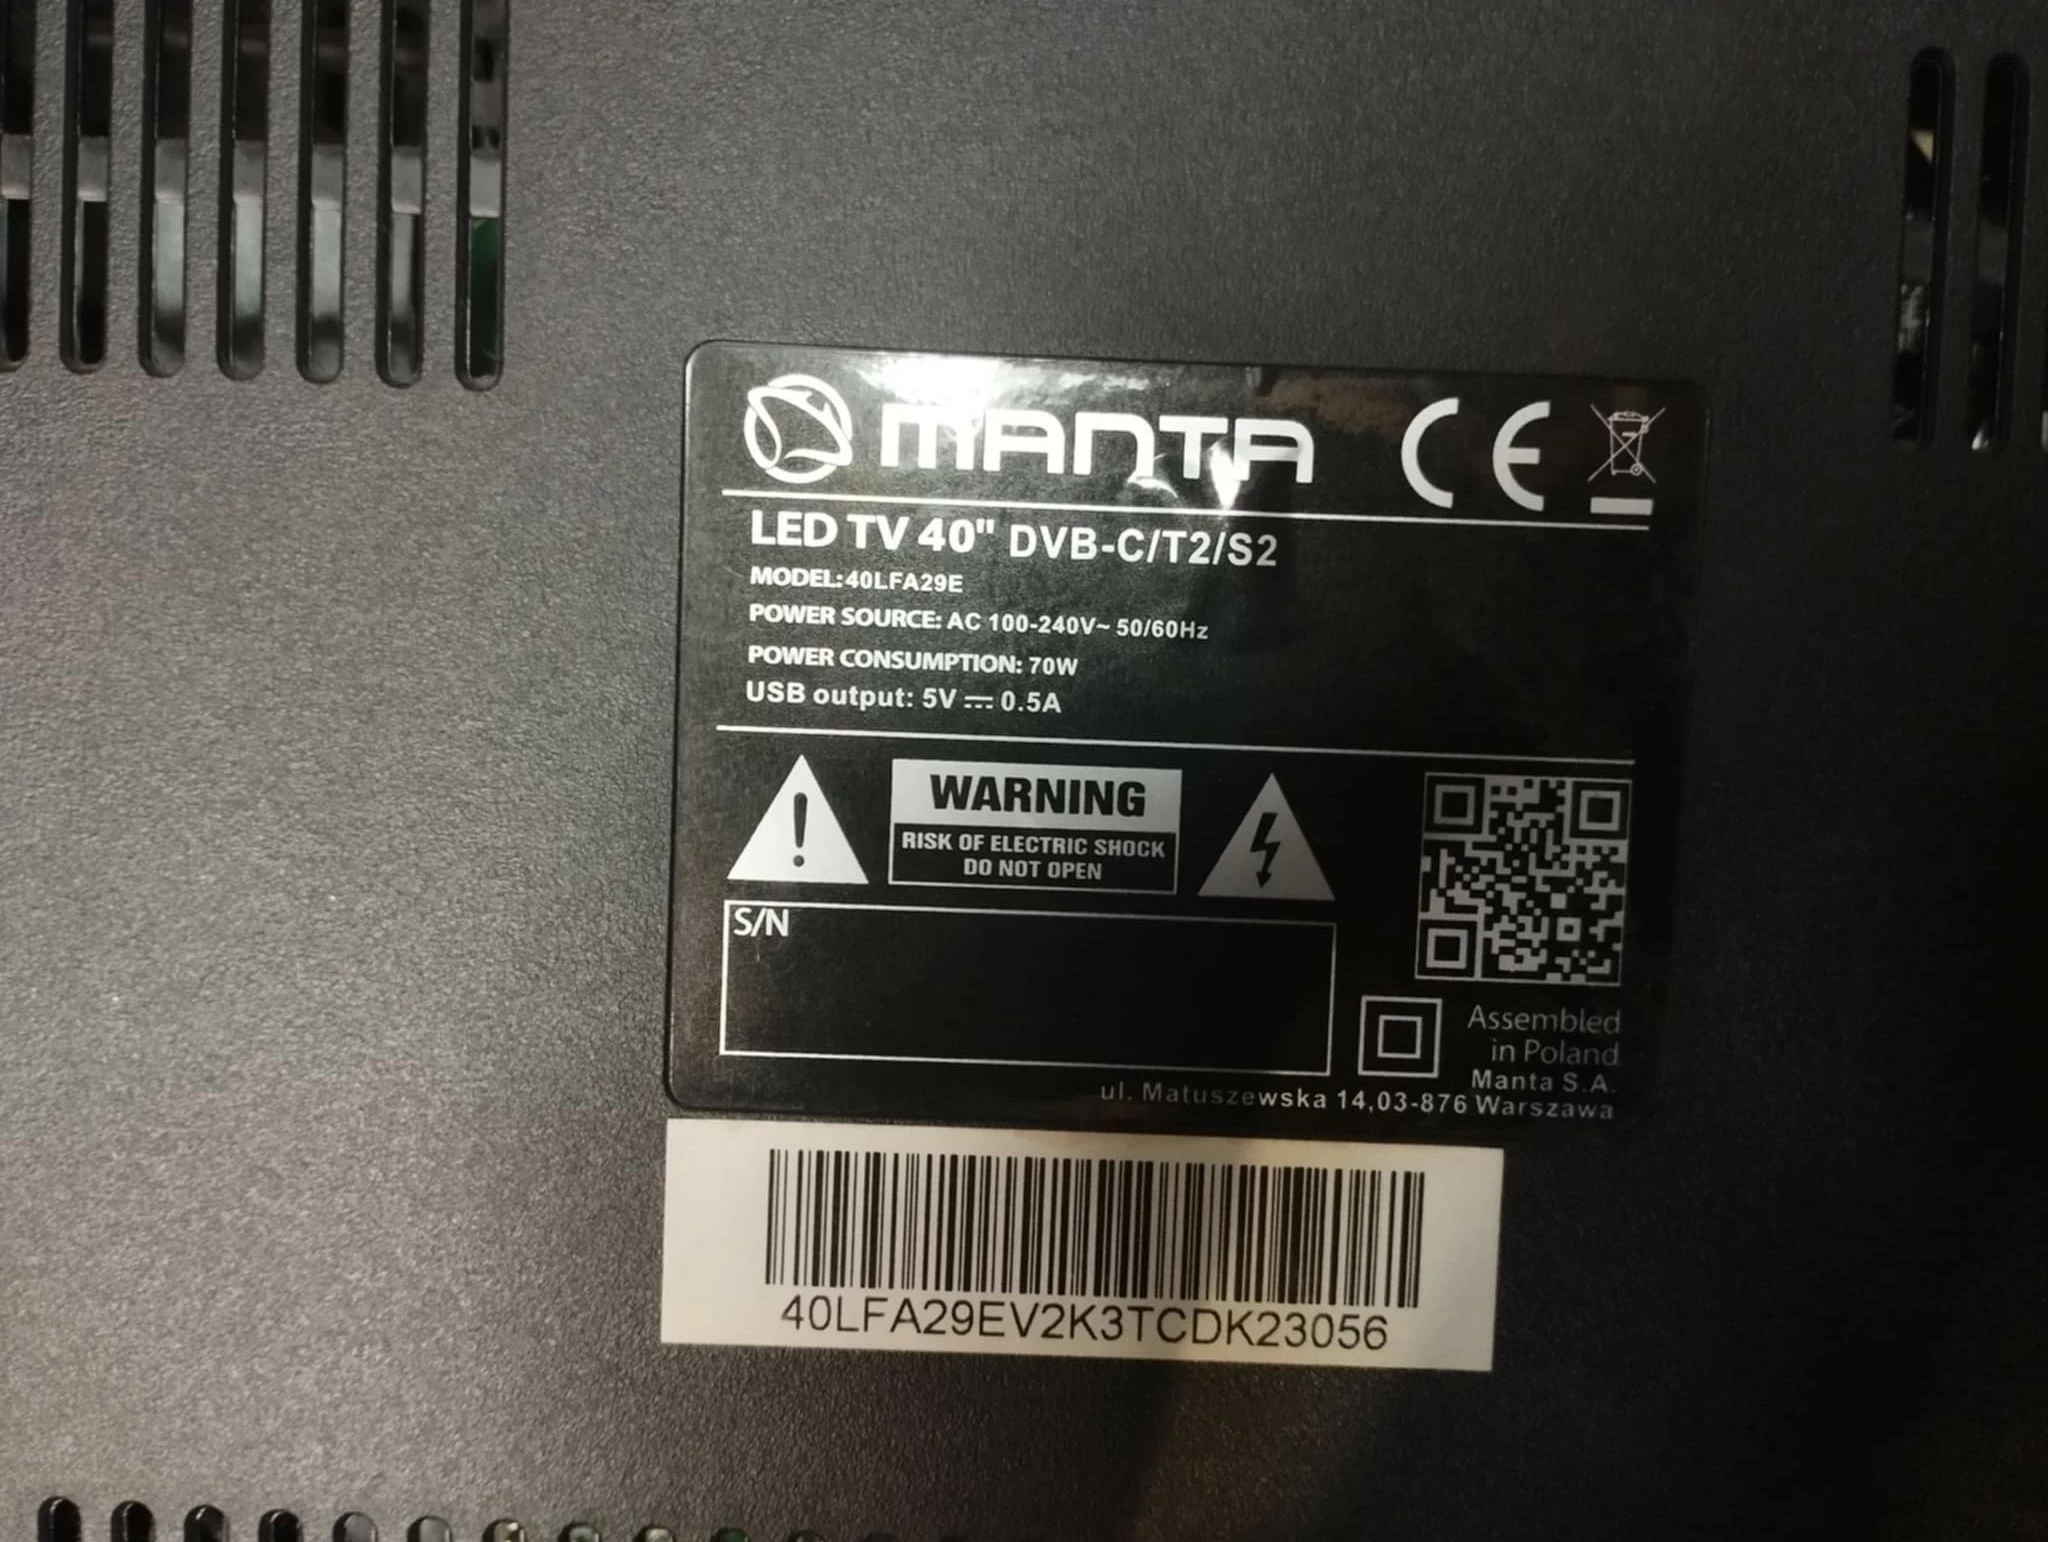 MANTA CE
LED TV 40" DVB-C/T2/S2
MODEL: 40LFA29E
POWER SOURCE: AC 100-240V~ 50/60Hz
POWER CONSUMPTION: 70W
USB output: 5V ⎓ 0.5A
WARNING
RISK OF ELECTRIC SHOCK
DO NOT OPEN
S/N
Assembled
in Poland
Manta S.A.
ul. Matuszewska 14,03-876 Warszawa
40LFA29EV2K3TCDK23056